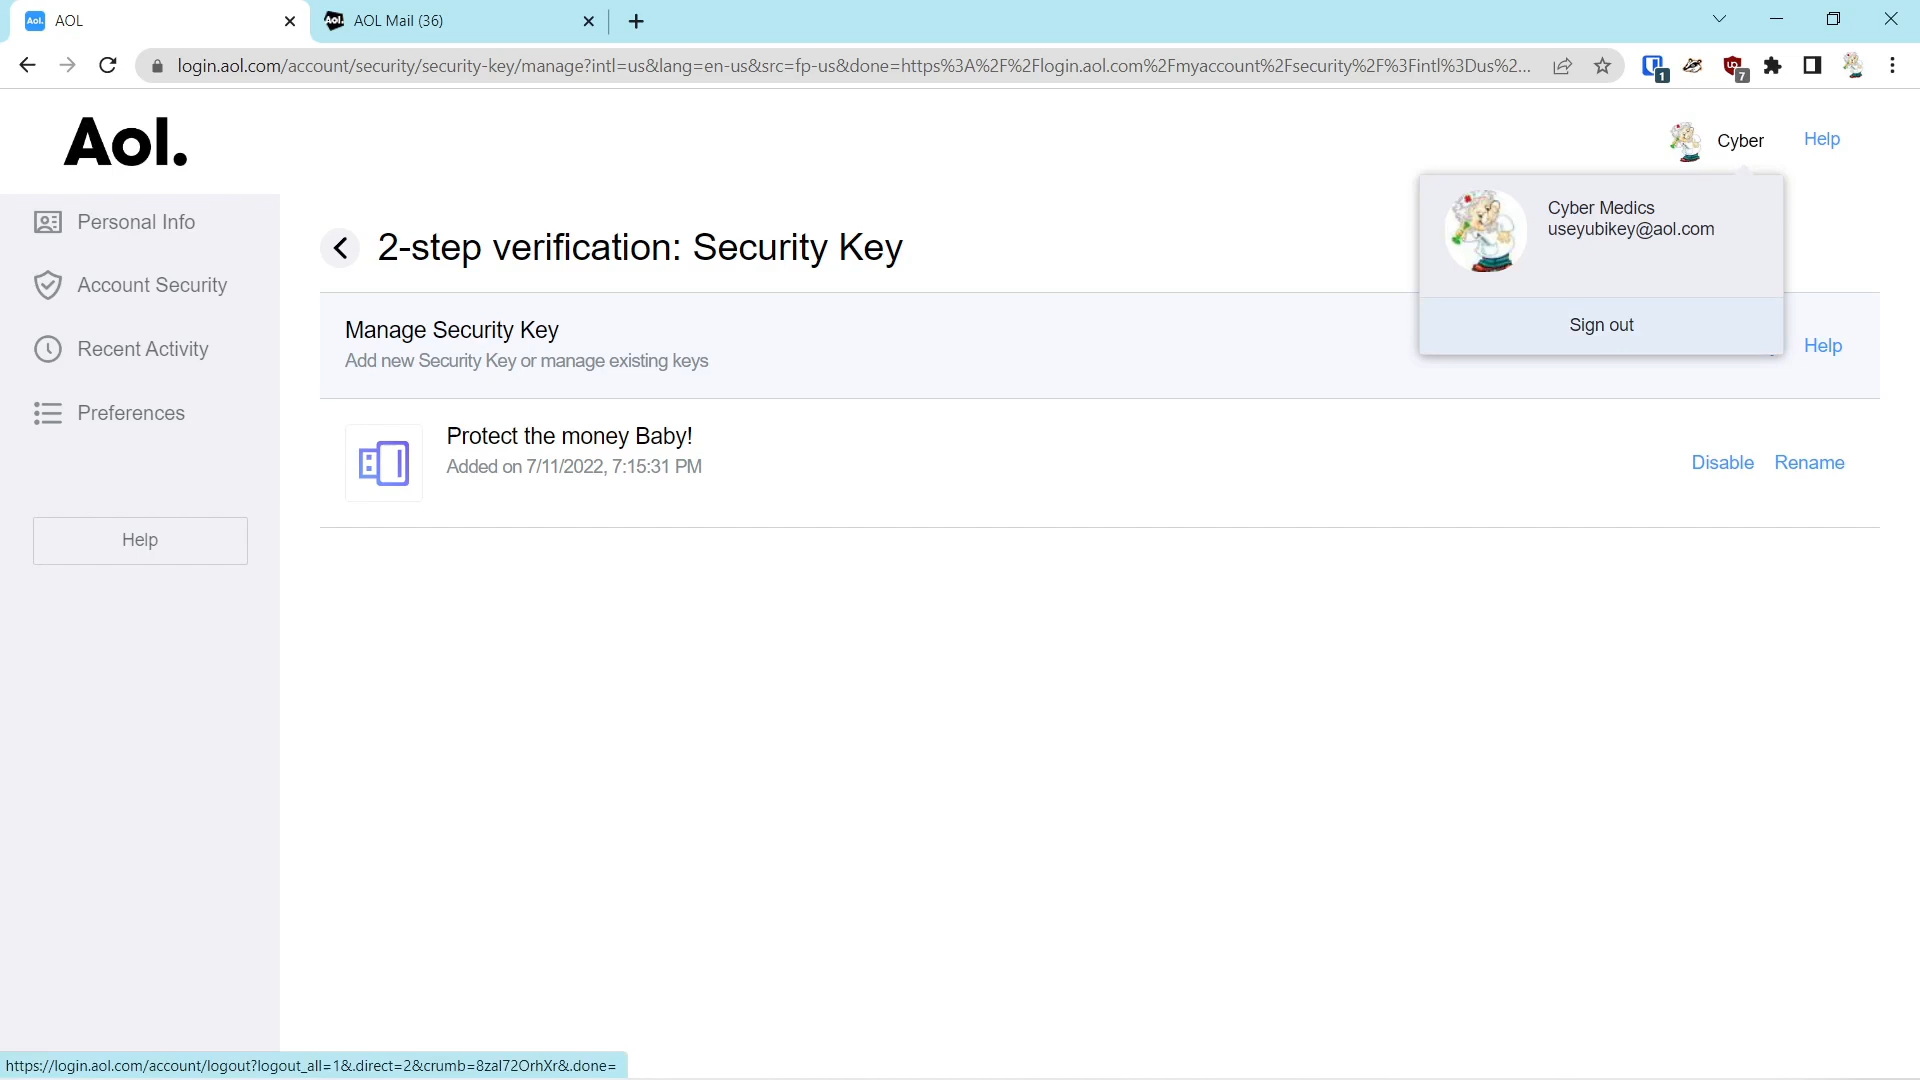 AOL
AOL Mail (36)
login.aol.com/account/security/security-key/manage?intl=us&lang=en-us&src=fp-us&done=https%3A%2F%2Flogin.aol.com%2Fmyaccount%2Fsecurity%2F%3Fintl%3Dus%2...
1
7
Aol.
Cyber
Help
Cyber Medics
useyubikey@aol.com
Sign out
Personal Info
Account Security
Recent Activity
Preferences
Help
2-step verification: Security Key
Manage Security Key
Add new Security Key or manage existing keys
Help
Protect the money Baby!
Added on 7/11/2022, 7:15:31 PM
Disable
Rename
https://login.aol.com/account/logout?logout_all=1&.direct=2&crumb=8zal72OrhXr&.done=